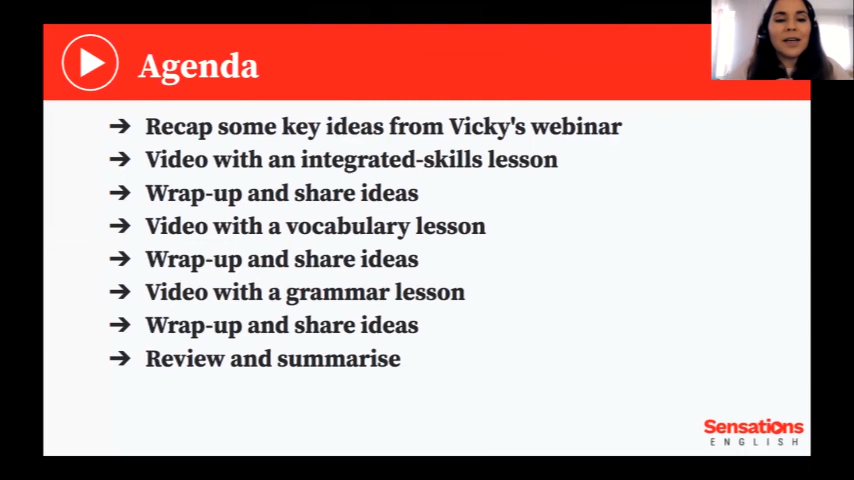 Agenda
→ Recap some key ideas from Vicky's webinar
→ Video with an integrated-skills lesson
→ Wrap-up and share ideas
→ Video with a vocabulary lesson
→ Wrap-up and share ideas
→ Video with a grammar lesson
→ Wrap-up and share ideas
→ Review and summarise
Sensations
ENGLISH